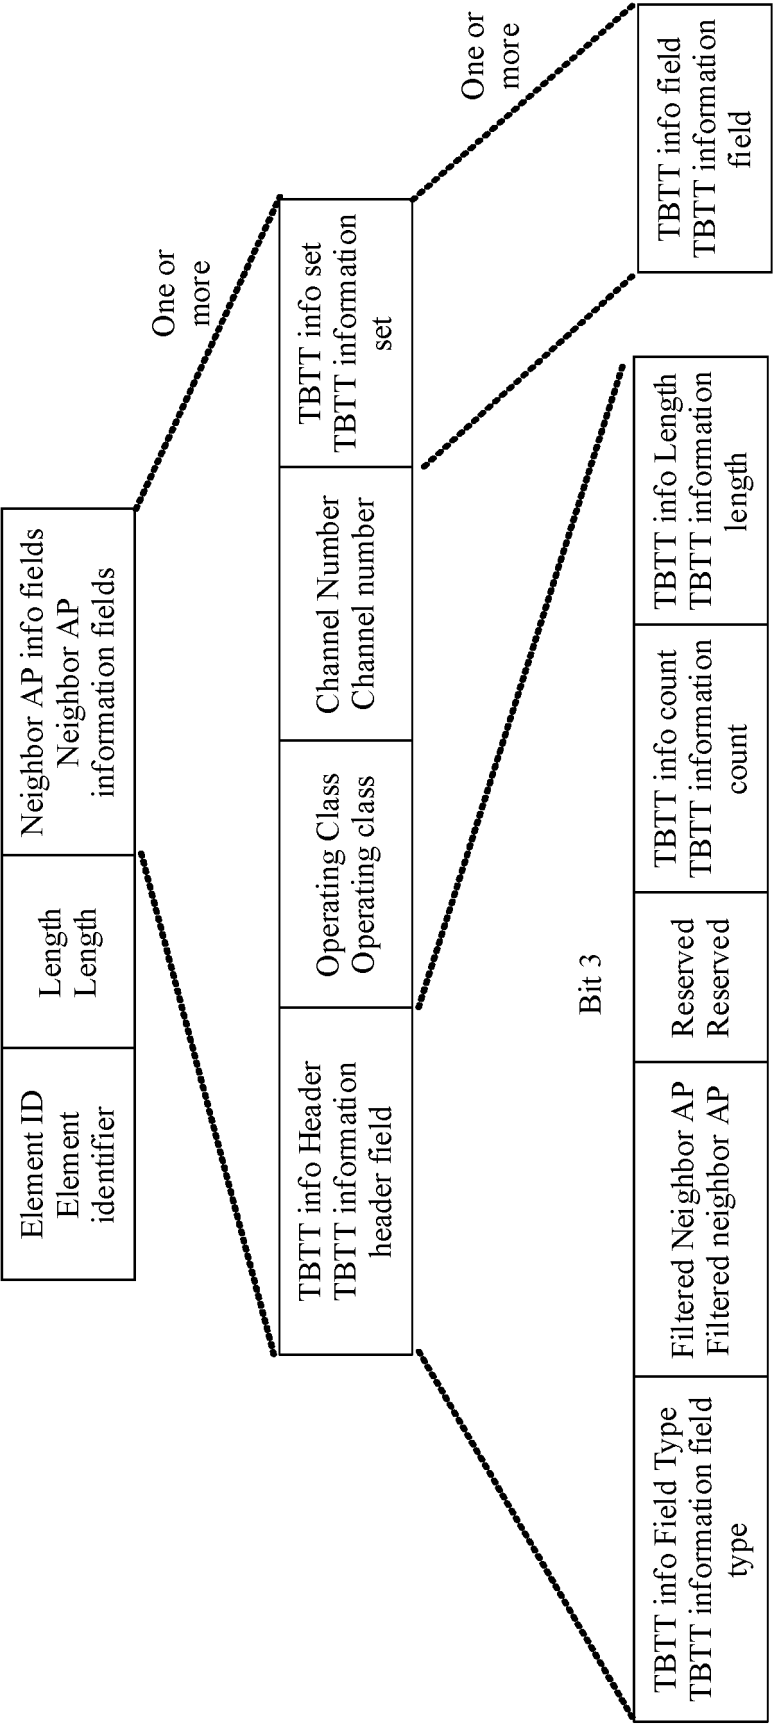 Element ID
Element
identifier
Length
Length
Neighbor AP info fields
Neighbor AP
information fields
One or
more
TBTT info Header
TBTT information
header field
Operating Class
Operating class
Channel Number
Channel number
TBTT info set
TBTT information
set
One or
more
Bit 3
TBTT info Field Type
TBTT information field
type
Filtered Neighbor AP
Filtered neighbor AP
Reserved
Reserved
TBTT info count
TBTT information
count
TBTT info Length
TBTT information
length
TBTT info field
TBTT information
field